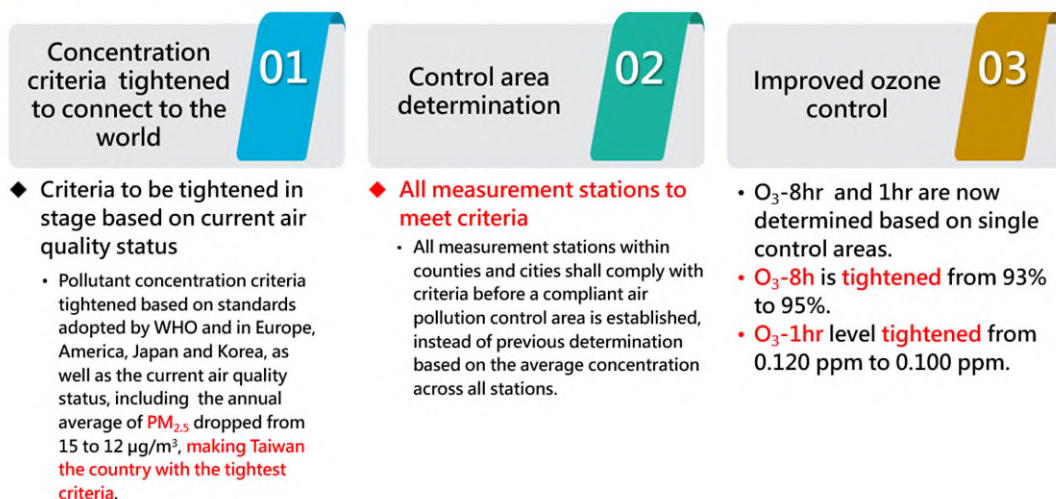 Concentration
criteria tightened
to connect to the
world
01
◆ Criteria to be tightened in
stage based on current air
quality status
• Pollutant concentration criteria
tightened based on standards
adopted by WHO and in Europe,
America, Japan and Korea, as
well as the current air quality
status, including the annual
average of PM₂.₅ dropped from
15 to 12 μg/m³, making Taiwan
the country with the tightest
criteria.
Control area
determination
02
◆ All measurement stations to
meet criteria
• All measurement stations within
counties and cities shall comply with
criteria before a compliant air
pollution control area is established,
instead of previous determination
based on the average concentration
across all stations.
Improved ozone
control
03
• O₃-8hr and 1hr are now
determined based on single
control areas.
• O₃-8h is tightened from 93%
to 95%.
• O₃-1hr level tightened from
0.120 ppm to 0.100 ppm.